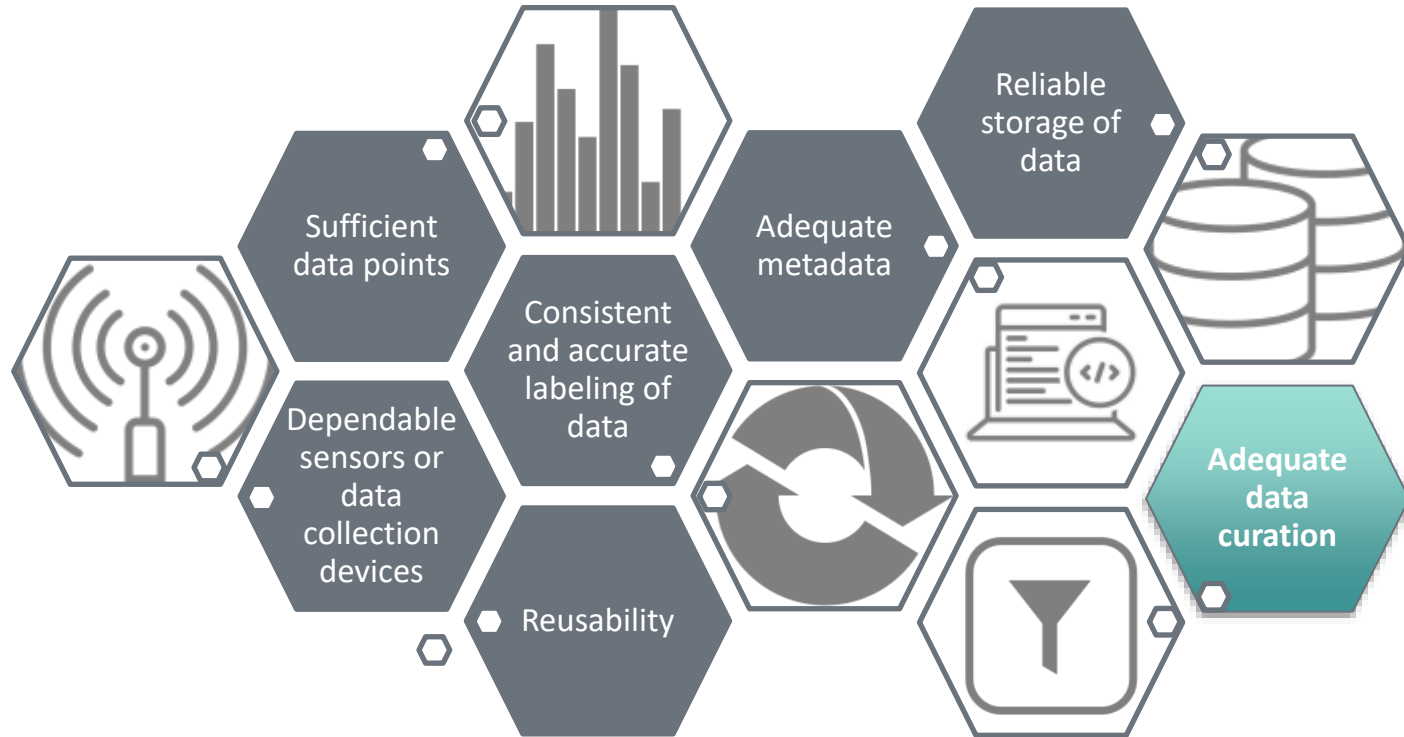 Reliable
storage of
data
Sufficient
data points
Adequate
metadata
Consistent
and accurate
labeling of
data
Dependable
sensors or
data
collection
devices
Adequate
data
curation
Reusability
</>